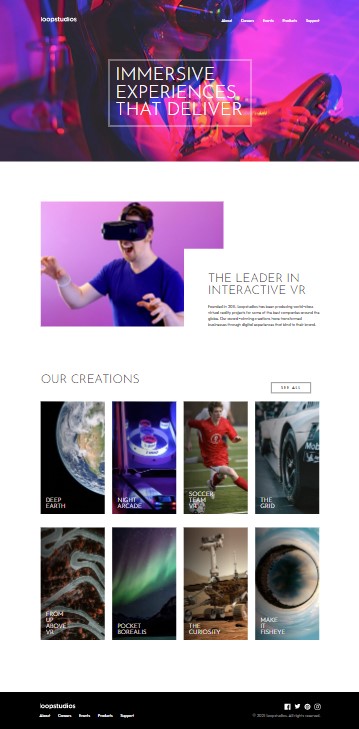 loopstudios
About Careers Events Products Support
IMMERSIVE
EXPERIENCES
THAT DELIVER
THE LEADER IN
INTERACTIVE VR
Founded in 2011, Loopstudios has been producing world-class
virtual reality projects for some of the best companies around the
globe. Our award-winning creations have transformed
businesses through digital experiences that bind to their brand.
OUR CREATIONS
SEE ALL
DEEP
EARTH
NIGHT
ARCADE
SOCCER
TEAM
VR
THE
GRID
FROM
UP
ABOVE
VR
POCKET
BOREALIS
THE
CURIOSITY
MAKE
IT
FISHEYE
loopstudios
About Careers Events Products Support
© 2021 Loopstudios. All rights reserved.